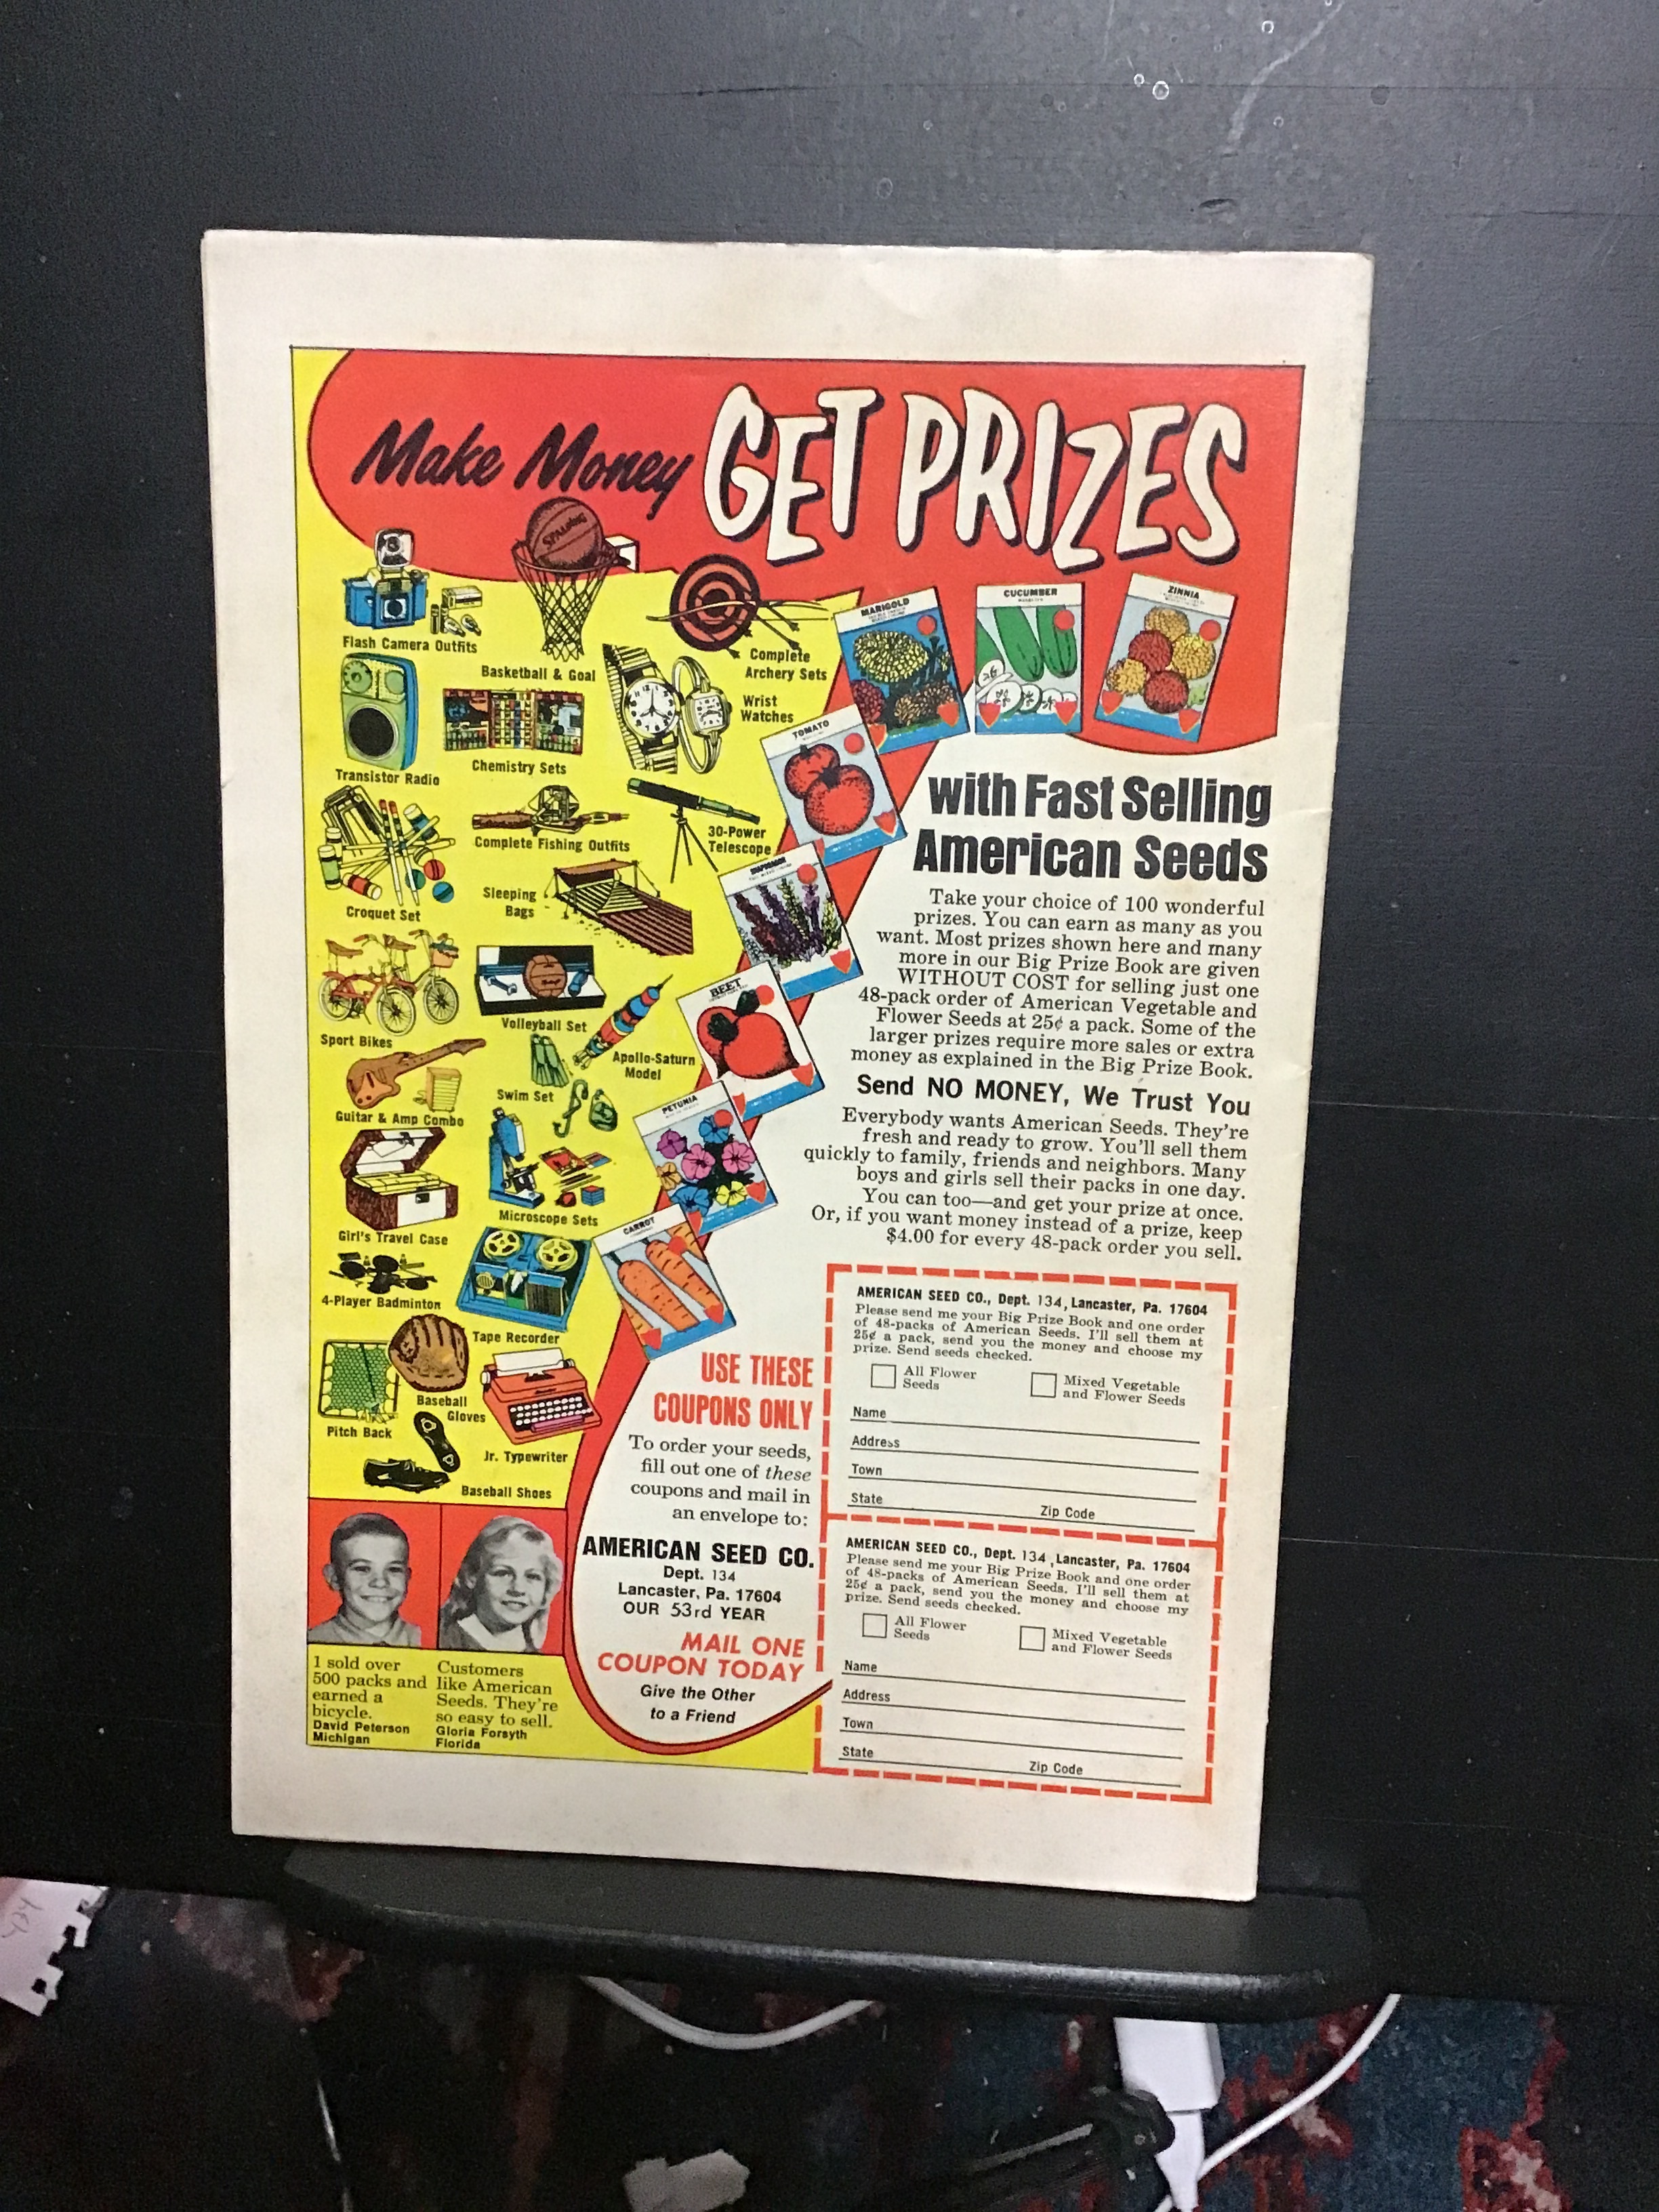 Make Money GET PRIZES
SPALDING
Flash Camera Outfits
Basketball & Goal
Complete
Archery Sets
Transistor Radio
Chemistry Sets
Wrist
Watches
Croquet Set
Complete Fishing Outfits
30-Power
Telescope
Sleeping
Bags
Sport Bikes
Volleyball Set
Apollo-Saturn
Model
Guitar & Amp Combo
Swim Set
Girl's Travel Case
Microscope Sets
4-Player Badminton
Tape Recorder
Pitch Back
Baseball
Gloves
Jr. Typewriter
Baseball Shoes
MARIGOLD
CUCUMBER
ZINNIA
TOMATO
SNAPDRAGON
BEET
PETUNIA
CARROT
with Fast Selling
American Seeds
Take your choice of 100 wonderful
prizes. You can earn as many as you
want. Most prizes shown here and many
more in our Big Prize Book are given
WITHOUT COST for selling just one
48-pack order of American Vegetable and
Flower Seeds at 25¢ a pack. Some of the
larger prizes require more sales or extra
money as explained in the Big Prize Book.
Send NO MONEY, We Trust You
Everybody wants American Seeds. They're
fresh and ready to grow. You'll sell them
quickly to family, friends and neighbors. Many
boys and girls sell their packs in one day.
You can too—and get your prize at once.
Or, if you want money instead of a prize, keep
$4.00 for every 48-pack order you sell.
USE THESE
COUPONS ONLY
To order your seeds,
fill out one of these
coupons and mail in
an envelope to:
AMERICAN SEED CO.
Dept. 134
Lancaster, Pa. 17604
OUR 53rd YEAR
MAIL ONE
COUPON TODAY
Give the Other
to a Friend
AMERICAN SEED CO., Dept. 134, Lancaster, Pa. 17604
Please send me your Big Prize Book and one order
of 48-packs of American Seeds. I'll sell them at
25¢ a pack, send you the money and choose my
prize. Send seeds checked.
All Flower
Seeds
Mixed Vegetable
and Flower Seeds
Name
Address
Town
State Zip Code
AMERICAN SEED CO., Dept. 134, Lancaster, Pa. 17604
Please send me your Big Prize Book and one order
of 48-packs of American Seeds. I'll sell them at
25¢ a pack, send you the money and choose my
prize. Send seeds checked.
All Flower
Seeds
Mixed Vegetable
and Flower Seeds
Name
Address
Town
State Zip Code
I sold over
500 packs and
earned a
bicycle.
David Peterson
Michigan
Customers
like American
Seeds. They're
so easy to sell.
Gloria Forsyth
Florida